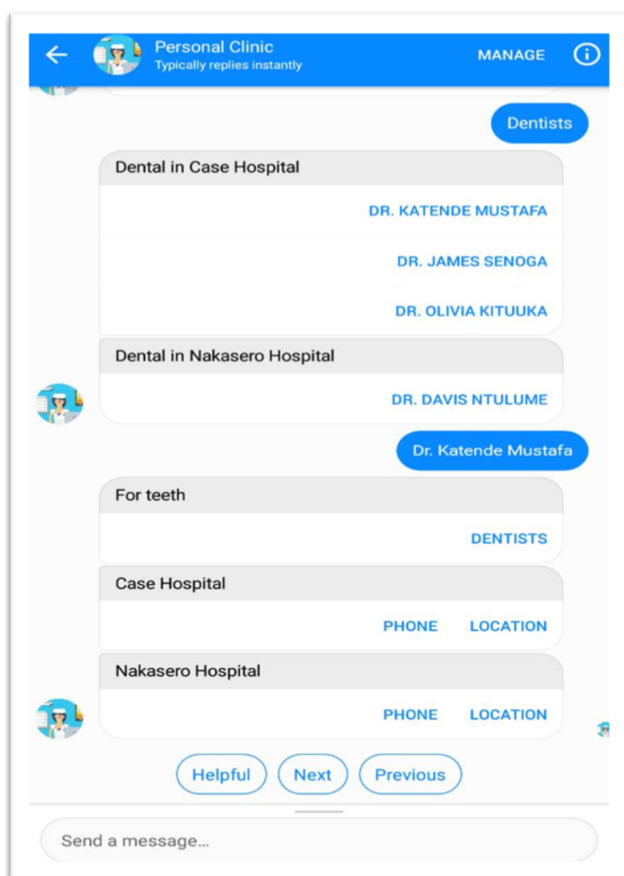 Personal Clinic
Typically replies instantly
MANAGE
Dentists
Dental in Case Hospital
DR. KATENDE MUSTAFA
DR. JAMES SENOGA
DR. OLIVIA KITUUKA
Dental in Nakasero Hospital
DR. DAVIS NTULUME
Dr. Katende Mustafa
For teeth
DENTISTS
Case Hospital
PHONE LOCATION
Nakasero Hospital
PHONE LOCATION
Helpful Next Previous
Send a message...